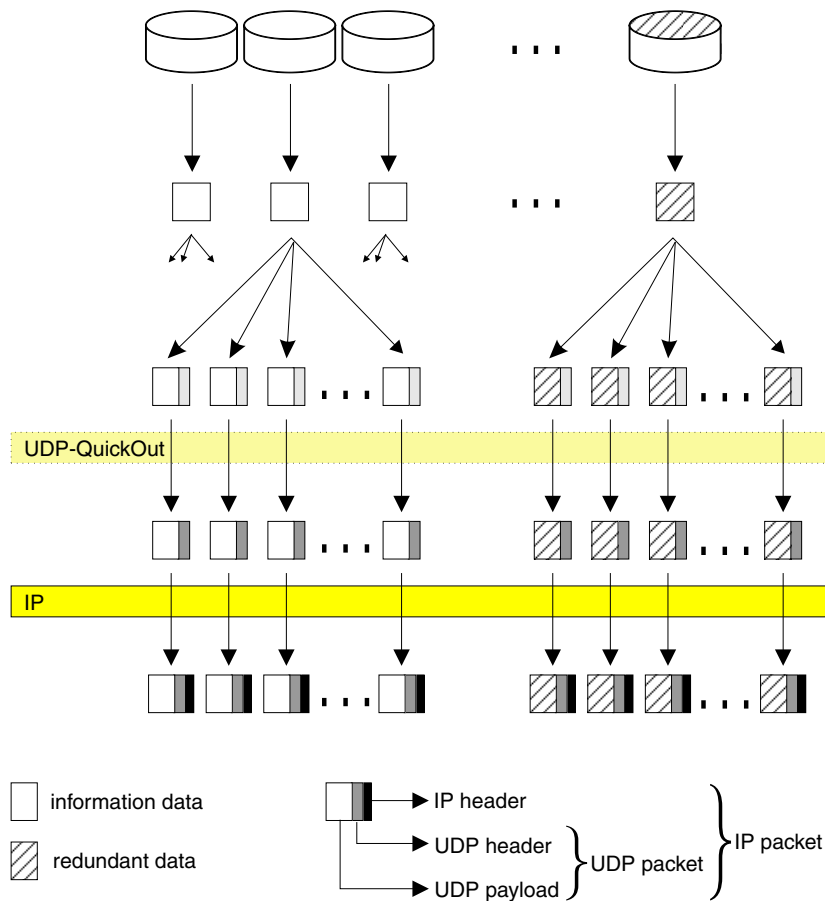 UDP-QuickOut
IP
information data
redundant data
IP header
UDP header
UDP payload
UDP packet
IP packet